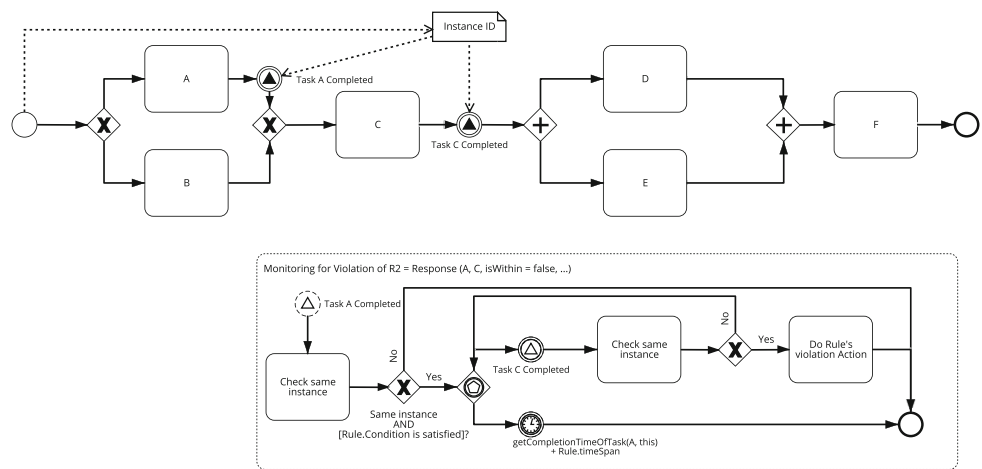 Instance ID
A
Task A Completed
D
C
Task C Completed
F
B
E
Monitoring for Violation of R2 = Response (A, C, isWithin = false, ...)
Task A Completed
No
No
Check same
instance
Yes
Do Rule's
violation Action
Task C Completed
Check same
instance
Yes
Same instance
AND
[Rule.Condition is satisfied]?
getCompletionTimeOfTask(A, this)
+ Rule.timeSpan